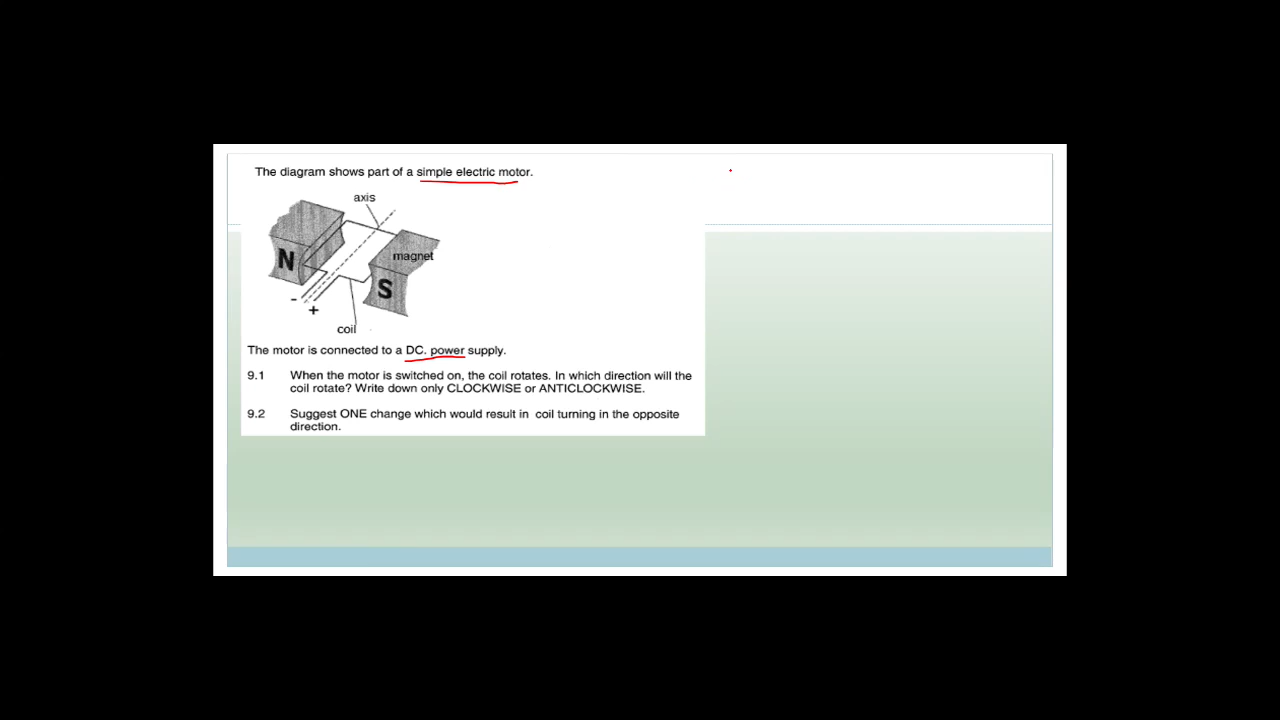 The diagram shows part of a simple electric motor.
axis
N
magnet
S
-
+
coil
The motor is connected to a DC. power supply.
9.1 When the motor is switched on, the coil rotates. In which direction will the
coil rotate? Write down only CLOCKWISE or ANTICLOCKWISE.
9.2 Suggest ONE change which would result in coil turning in the opposite
direction.